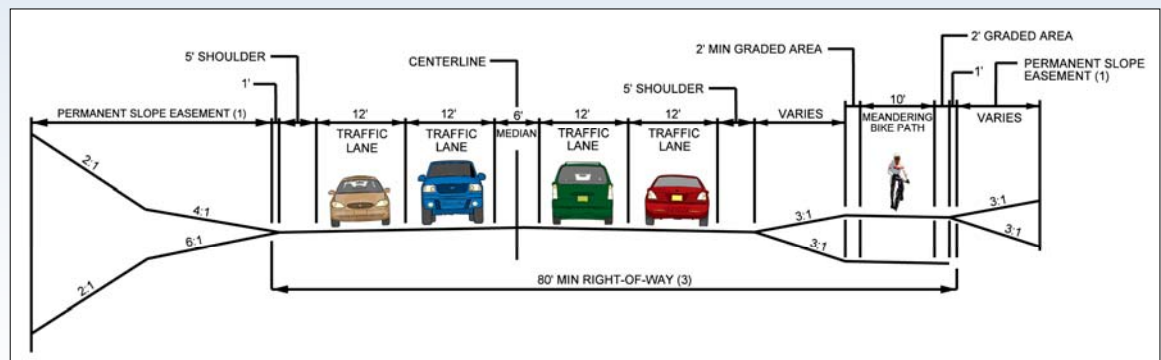 2' GRADED AREA
5' SHOULDER
CENTERLINE
2' MIN GRADED AREA
1'
5' SHOULDER
1'
PERMANENT SLOPE
EASEMENT (1)
PERMANENT SLOPE EASEMENT (1)
12'
TRAFFIC
LANE
12'
TRAFFIC
LANE
6'
MEDIAN
12'
TRAFFIC
LANE
12'
TRAFFIC
LANE
VARIES
10'
MEANDERING
BIKE PATH
VARIES
2:1
4:1
6:1
2:1
3:1
3:1
3:1
3:1
80' MIN RIGHT-OF-WAY (3)